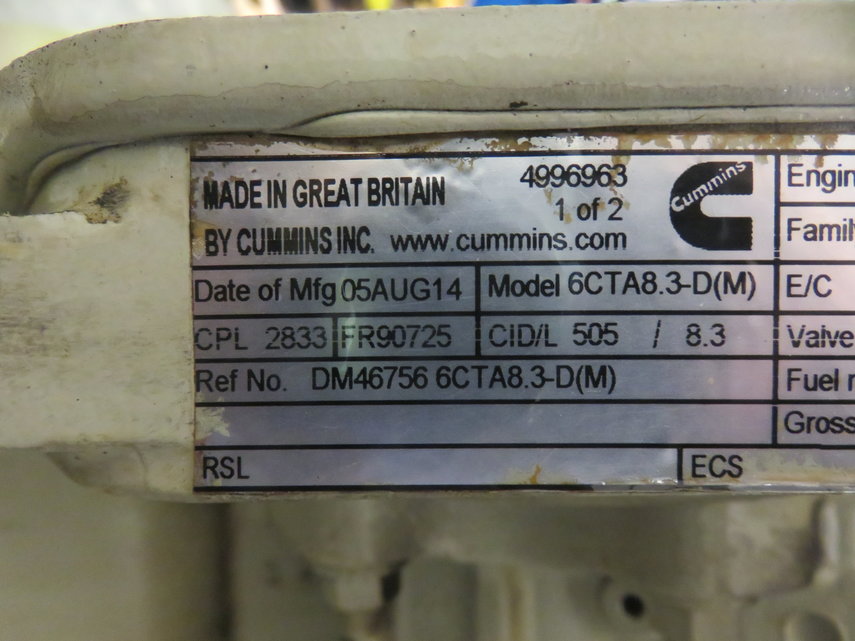 MADE IN GREAT BRITAIN 4996963
1 of 2
BY CUMMINS INC. www.cummins.com
Cummins
Engin
Family
Date of Mfg 05AUG14 Model 6CTA8.3-D(M) E/C
CPL 2833 FR90725 CID/L 505 / 8.3 Valve
Ref No. DM46756 6CTA8.3-D(M) Fuel r
Gross
RSL ECS